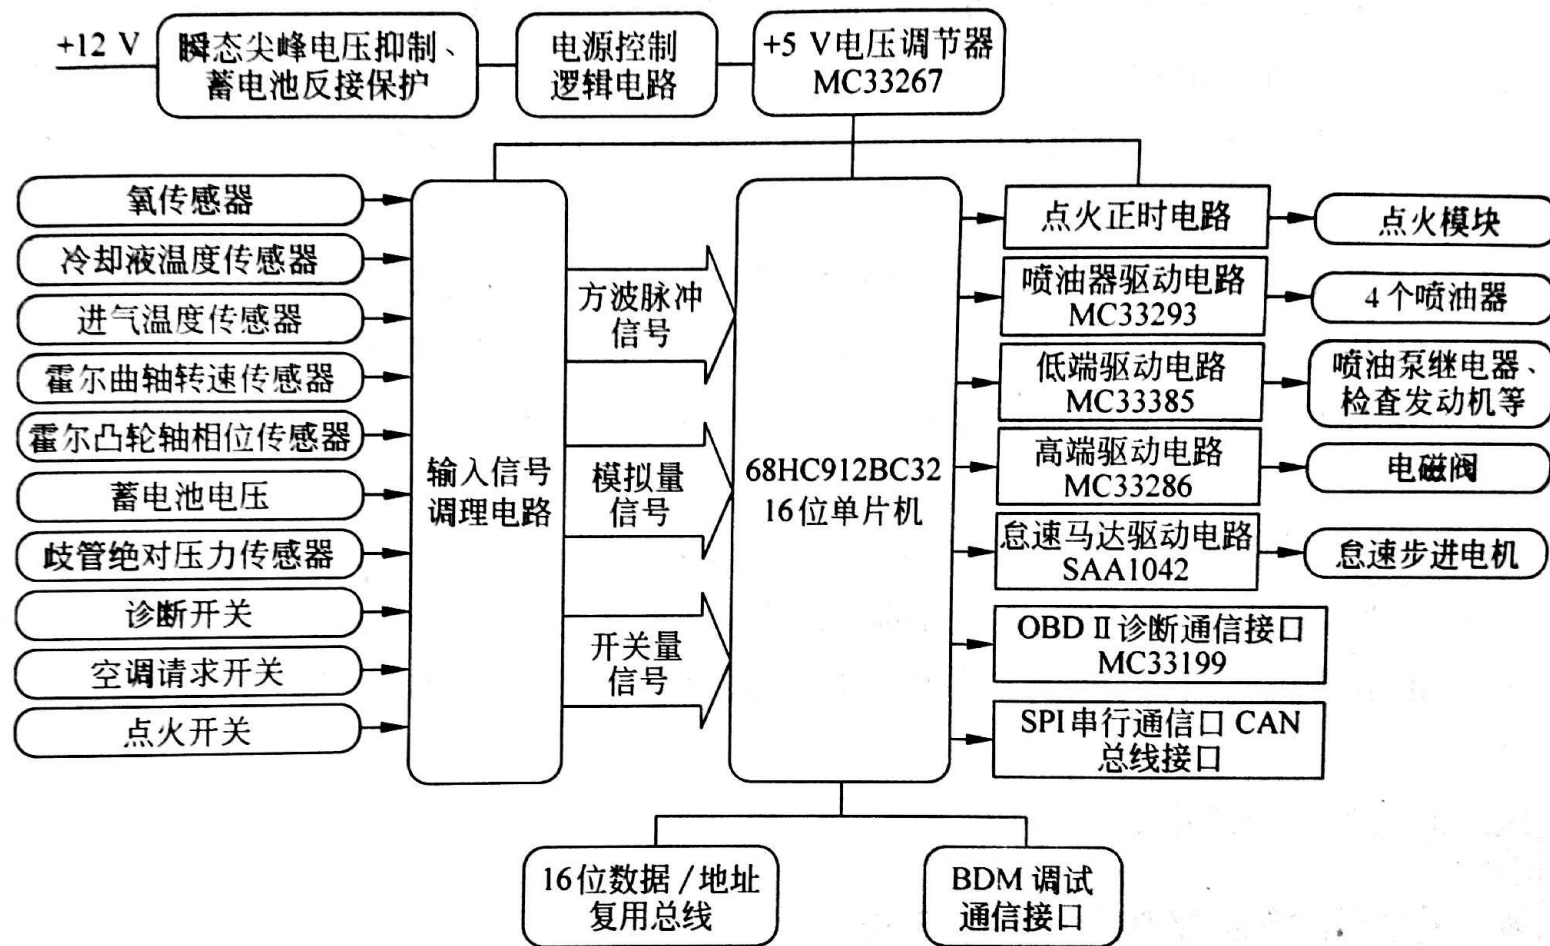 +12 V
瞬态尖峰电压抑制、
蓄电池反接保护
电源控制
逻辑电路
+5 V电压调节器
MC33267
氧传感器
冷却液温度传感器
进气温度传感器
霍尔曲轴转速传感器
霍尔凸轮轴相位传感器
蓄电池电压
歧管绝对压力传感器
诊断开关
空调请求开关
点火开关
输入信号
调理电路
方波脉冲
信号
模拟量
信号
开关量
信号
68HC912BC32
16位单片机
点火正时电路
点火模块
喷油器驱动电路
MC33293
4个喷油器
低端驱动电路
MC33385
喷油泵继电器、
检查发动机等
高端驱动电路
MC33286
电磁阀
怠速马达驱动电路
SAA1042
怠速步进电机
OBD II诊断通信接口
MC33199
SPI串行通信口 CAN
总线接口
16位数据/地址
复用总线
BDM 调试
通信接口